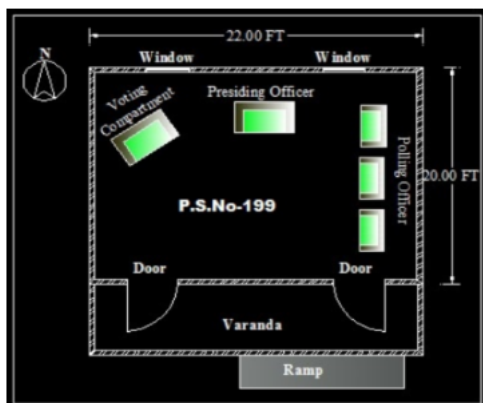 22.00 FT
N
Window
Window
Voting
Compartment
Presiding Officer
Polling Officer
20.00 FT
P.S.No-199
Door
Door
Varanda
Ramp